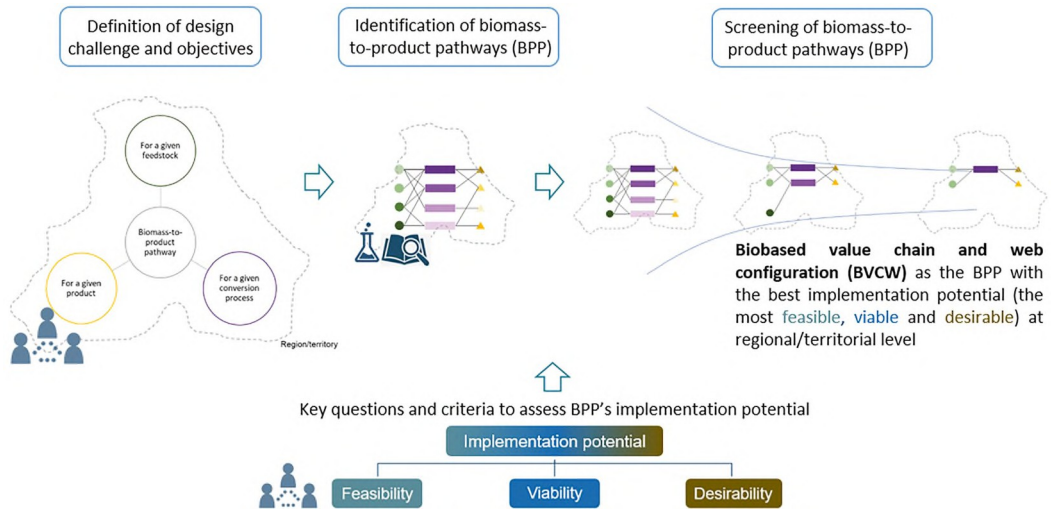 Definition of design
challenge and objectives
Identification of biomass-
to-product pathways (BPP)
Screening of biomass-to-
product pathways (BPP)
For a given
feedstock
Biomass-to-
product
pathway
For a given
product
For a given
conversion
process
Region/territory
Biobased value chain and web
configuration (BVCW) as the BPP with
the best implementation potential (the
most feasible, viable and desirable) at
regional/territorial level
Key questions and criteria to assess BPP's implementation potential
Implementation potential
Feasibility
Viability
Desirability